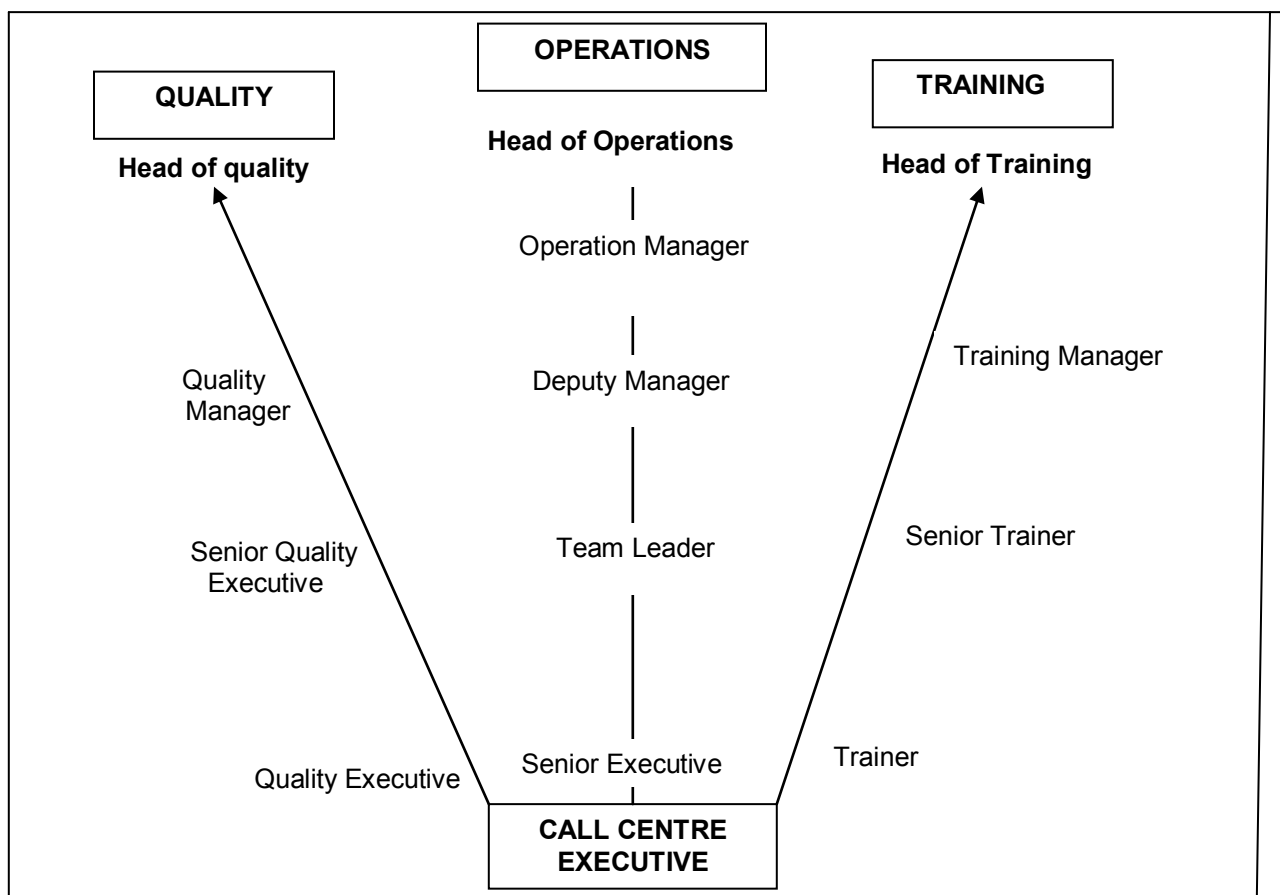 OPERATIONS
QUALITY
TRAINING
Head of Operations
Head of quality
Head of Training
Operation Manager
Training Manager
Quality
Manager
Deputy Manager
Senior Trainer
Senior Quality
Executive
Team Leader
Trainer
Quality Executive
Senior Executive
CALL CENTRE
EXECUTIVE